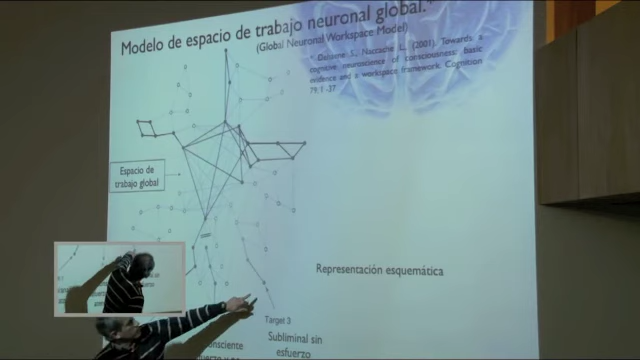 Modelo de espacio de trabajo neuronal global.*
(Global Neuronal Workspace Model)
* Dehaene S., Naccache L. (2001). Towards a
cognitive neuroscience of consciousness: basic
evidence and a workspace framework. Cognition
79:1 -37
Espacio de
trabajo global
Representación esquemática
Target 3
Subliminal sin
esfuerzo